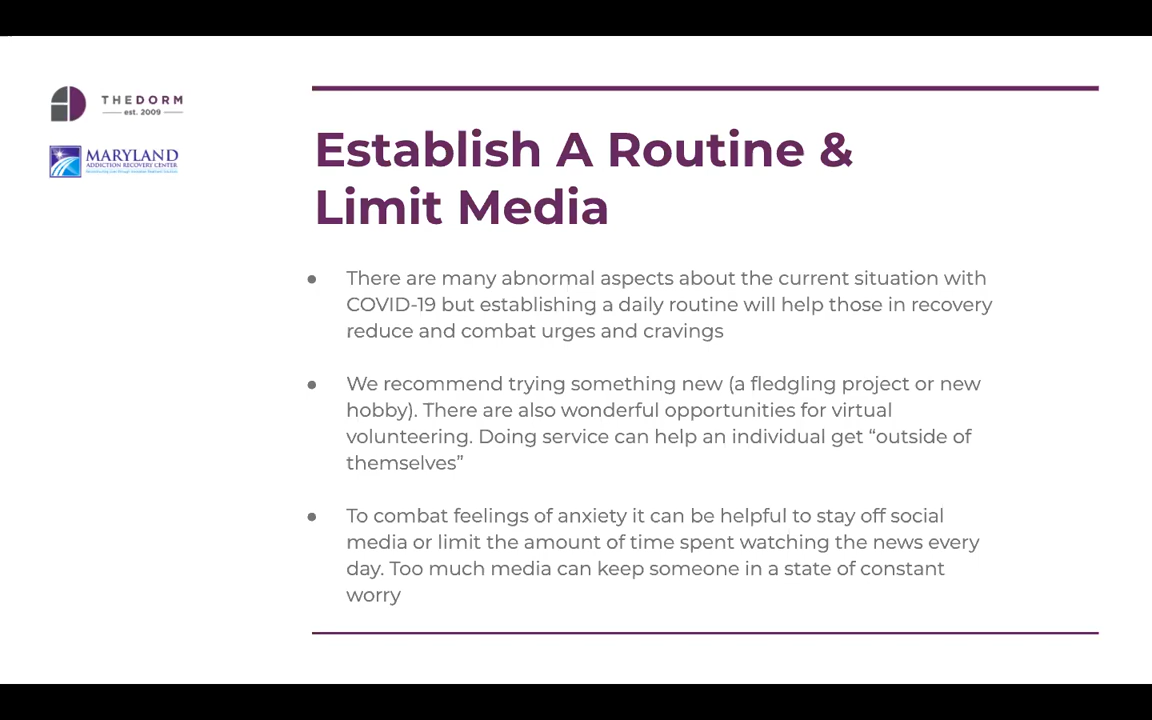 THEDORM
est. 2009
MARYLAND
ADDICTION RECOVERY CENTER
Establish A Routine &
Limit Media
● There are many abnormal aspects about the current situation with
COVID-19 but establishing a daily routine will help those in recovery
reduce and combat urges and cravings
● We recommend trying something new (a fledgling project or new
hobby). There are also wonderful opportunities for virtual
volunteering. Doing service can help an individual get “outside of
themselves”
● To combat feelings of anxiety it can be helpful to stay off social
media or limit the amount of time spent watching the news every
day. Too much media can keep someone in a state of constant
worry